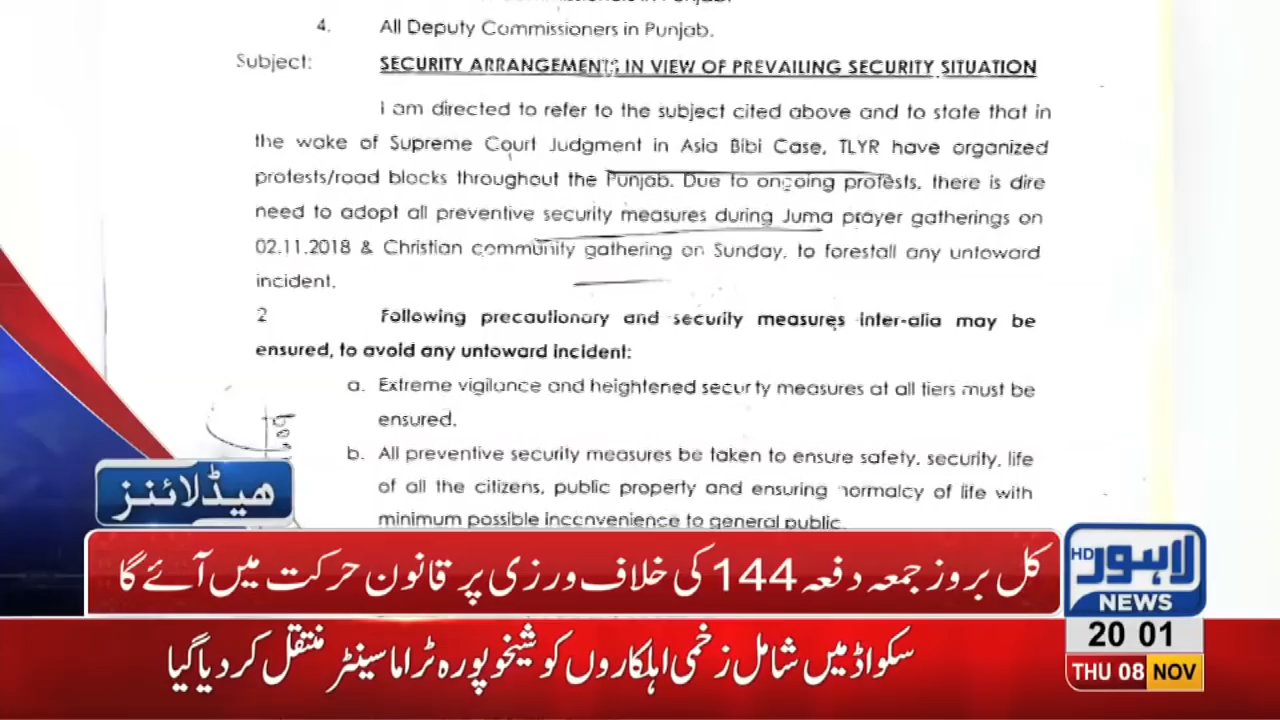 4. All Deputy Commissioners in Punjab.
Subject: SECURITY ARRANGEMENTS IN VIEW OF PREVAILING SECURITY SITUATION
I am directed to refer to the subject cited above and to state that in
the wake of Supreme Court Judgment in Asia Bibi Case, TLYR have organized
protests/road blocks throughout the Punjab. Due to ongoing protests, there is dire
need to adopt all preventive security measures during Juma prayer gatherings on
02.11.2018 & Christian community gathering on Sunday, to forestall any untoward
incident.
2 Following precautionary and security measures inter-alia may be
ensured, to avoid any untoward incident:
a. Extreme vigilance and heightened security measures at all tiers must be
ensured.
b. All preventive security measures be taken to ensure safety, security, life
of all the citizens, public property and ensuring normalcy of life with
minimum possible inconvenience to general public.
ہیڈلائنز
کل بروز جمعہ دفعہ 144 کی خلاف ورزی پر قانون حرکت میں آئے گا
سکواڈ میں شامل زخمی اہلکاروں کو شیخوپورہ ٹراما سینٹر منتقل کر دیا گیا
لاہور HD
NEWS
20 01
THU 08 NOV